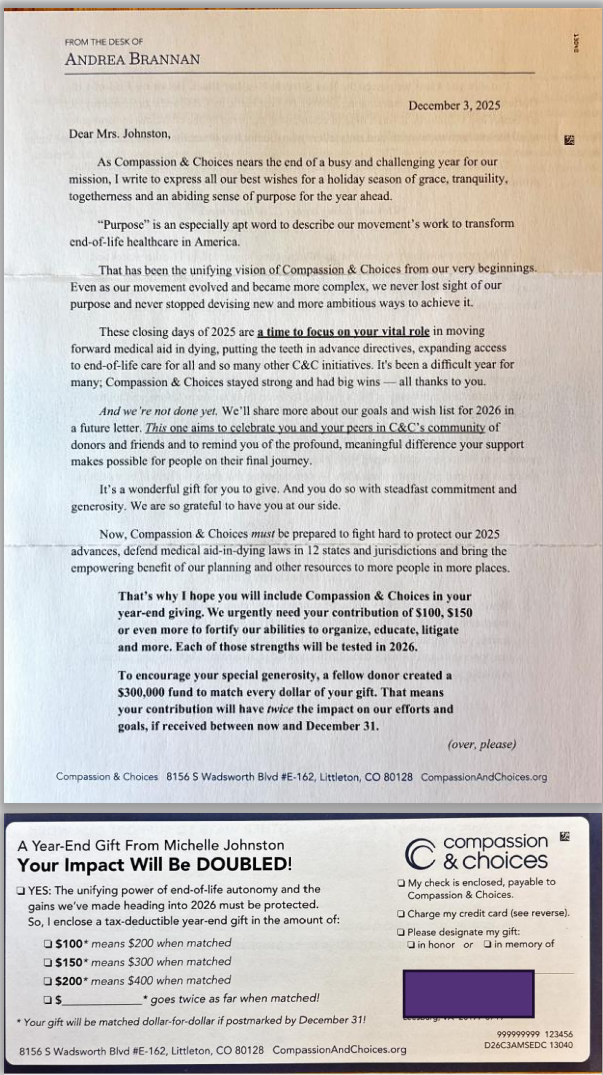 FROM THE DESK OF
ANDREA BRANNAN
13040
December 3, 2025
Dear Mrs. Johnston,
As Compassion & Choices nears the end of a busy and challenging year for our
mission, I write to express all our best wishes for a holiday season of grace, tranquility,
togetherness and an abiding sense of purpose for the year ahead.
“Purpose” is an especially apt word to describe our movement’s work to transform
end-of-life healthcare in America.
That has been the unifying vision of Compassion & Choices from our very beginnings.
Even as our movement evolved and became more complex, we never lost sight of our
purpose and never stopped devising new and more ambitious ways to achieve it.
These closing days of 2025 are a time to focus on your vital role in moving
forward medical aid in dying, putting the teeth in advance directives, expanding access
to end-of-life care for all and so many other C&C initiatives. It's been a difficult year for
many; Compassion & Choices stayed strong and had big wins — all thanks to you.
And we’re not done yet. We’ll share more about our goals and wish list for 2026 in
a future letter. This one aims to celebrate you and your peers in C&C’s community of
donors and friends and to remind you of the profound, meaningful difference your support
makes possible for people on their final journey.
It’s a wonderful gift for you to give. And you do so with steadfast commitment and
generosity. We are so grateful to have you at our side.
Now, Compassion & Choices must be prepared to fight hard to protect our 2025
advances, defend medical aid-in-dying laws in 12 states and jurisdictions and bring the
empowering benefit of our planning and other resources to more people in more places.
That’s why I hope you will include Compassion & Choices in your
year-end giving. We urgently need your contribution of $100, $150
or even more to fortify our abilities to organize, educate, litigate
and more. Each of those strengths will be tested in 2026.
To encourage your special generosity, a fellow donor created a
$300,000 fund to match every dollar of your gift. That means
your contribution will have twice the impact on our efforts and
goals, if received between now and December 31.
(over, please)
Compassion & Choices 8156 S Wadsworth Blvd #E-162, Littleton, CO 80128 CompassionAndChoices.org
A Year-End Gift From Michelle Johnston
Your Impact Will Be DOUBLED!
❏ YES: The unifying power of end-of-life autonomy and the
gains we’ve made heading into 2026 must be protected.
So, I enclose a tax-deductible year-end gift in the amount of:
❏ $100* means $200 when matched
❏ $150* means $300 when matched
❏ $200* means $400 when matched
❏ $____________* goes twice as far when matched!
* Your gift will be matched dollar-for-dollar if postmarked by December 31!
8156 S Wadsworth Blvd #E-162, Littleton, CO 80128 CompassionAndChoices.org
compassion
& choices
❏ My check is enclosed, payable to
Compassion & Choices.
❏ Charge my credit card (see reverse).
❏ Please designate my gift:
❏ in honor or ❏ in memory of
999999999 123456
D26C3AMSEDC 13040